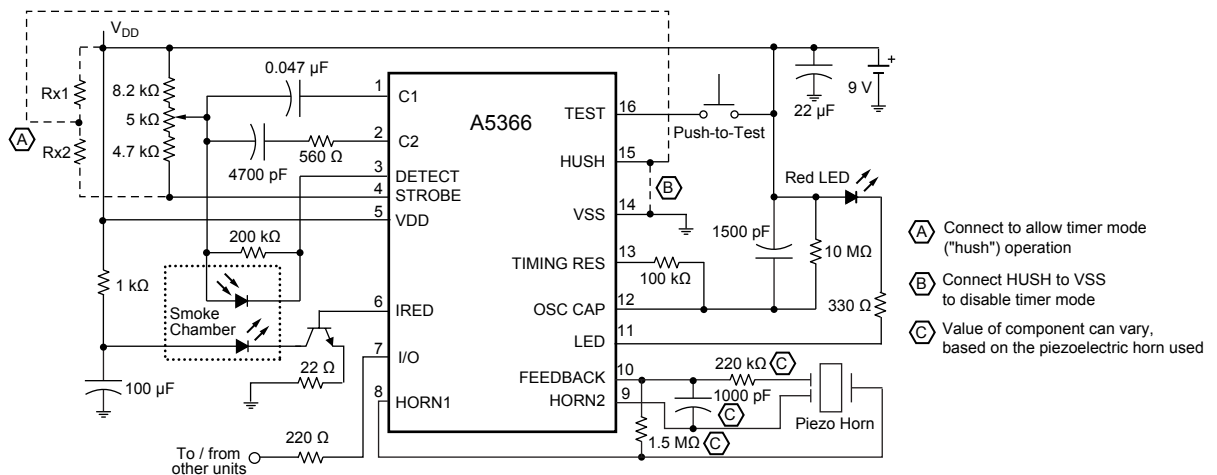 VDD
Rx1
Rx2
A
8.2 kΩ
5 kΩ
4.7 kΩ
0.047 µF
4700 pF
560 Ω
200 kΩ
1 kΩ
Smoke
Chamber
100 µF
22 Ω
220 Ω
To / from
other units
A5366
1
C1
2
C2
3
DETECT
4
STROBE
5
VDD
6
IRED
7
I/O
8
HORN1
TEST
16
HUSH
15
VSS
14
TIMING RES
13
OSC CAP
12
LED
11
FEEDBACK
10
HORN2
9
Push-to-Test
B
22 µF
9 V
+
Red LED
1500 pF
10 MΩ
100 kΩ
330 Ω
220 kΩ
C
1000 pF
C
1.5 MΩ
C
Piezo Horn
A Connect to allow timer mode
("hush") operation
B Connect HUSH to VSS
to disable timer mode
C Value of component can vary,
based on the piezoelectric horn used